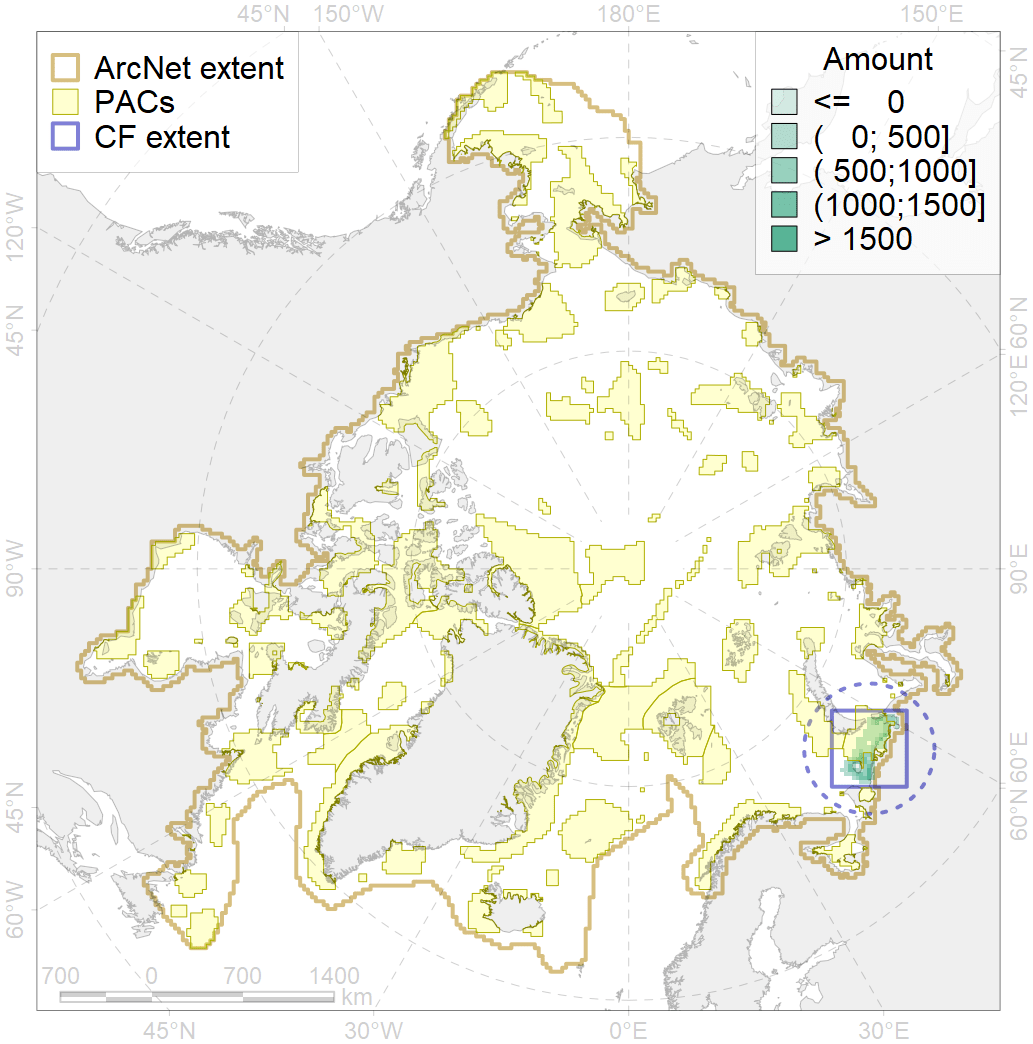 45°N 150°W 180°E 150°E
ArcNet extent
PACs
CF extent
Amount
<= 0
( 0; 500]
( 500;1000]
(1000;1500]
> 1500
120°W
45°N
90°W
45°N
60°W
45°N
60°N
120°E
90°E
60°E
60°N
700 0 700 1400
km
45°N 30°W 0°E 30°E